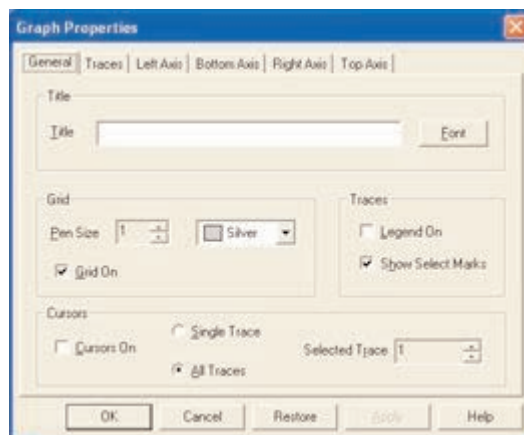 Graph Properties
General Traces Left Axis Bottom Axis Right Axis Top Axis
Title
Title Font
Grid
Pen Size 1 Silver
Grid On
Traces
Legend On
Show Select Marks
Cursors
Cursors On
Single Trace
All Traces
Selected Trace 1
OK Cancel Restore Apply Help